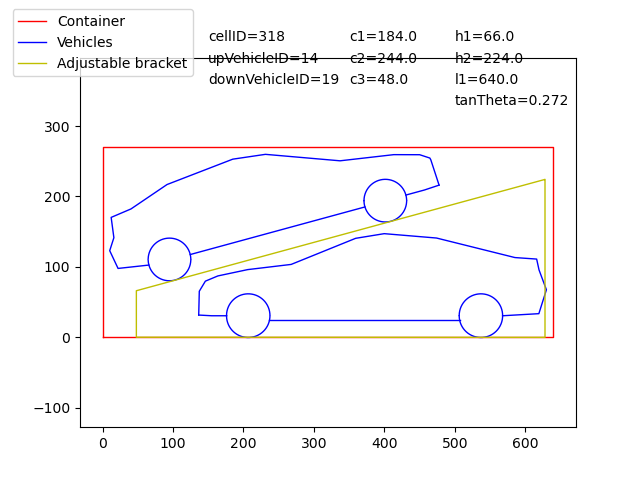 Container
Vehicles
Adjustable bracket
cellID=318 c1=184.0 h1=66.0
upVehicleID=14 c2=244.0 h2=224.0
downVehicleID=19 c3=48.0 l1=640.0
tanTheta=0.272
300
200
100
0
−100
0 100 200 300 400 500 600